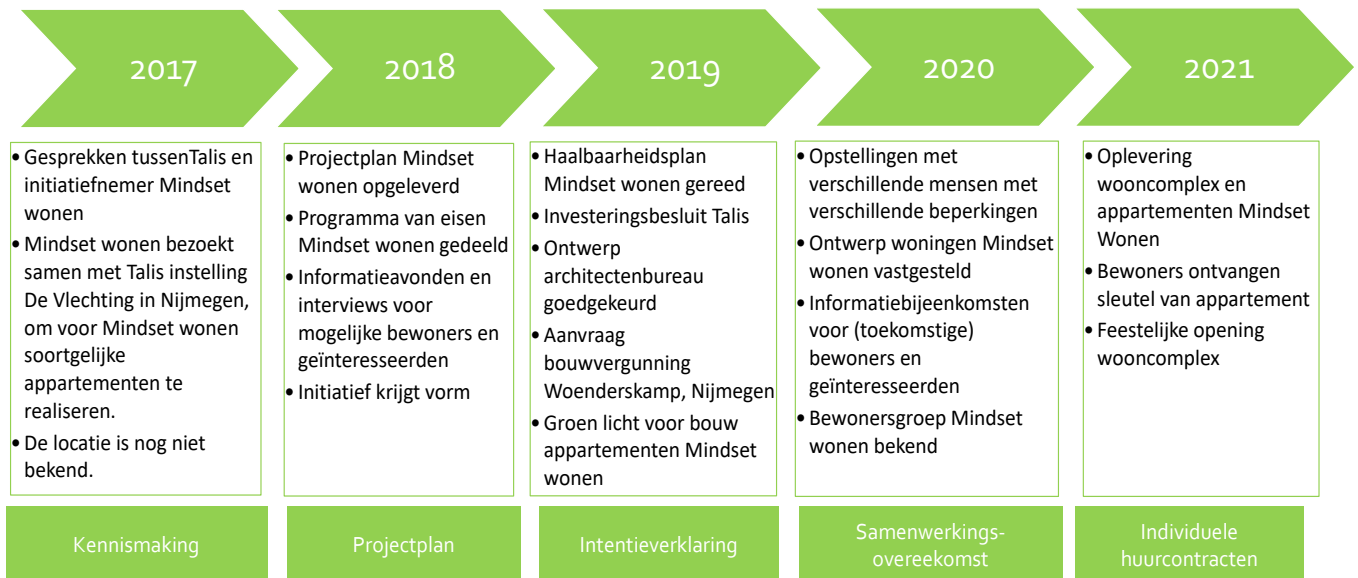 2017
2018
2019
2020
2021
• Gesprekken tussenTalis en
initiatiefnemer Mindset
wonen
• Mindset wonen bezoekt
samen met Talis instelling
De Vlechting in Nijmegen,
om voor Mindset wonen
soortgelijke
appartementen te
realiseren.
• De locatie is nog niet
bekend.
• Projectplan Mindset
wonen opgeleverd
• Programma van eisen
Mindset wonen gedeeld
• Informatieavonden en
interviews voor
mogelijke bewoners en
geïnteresseerden
• Initiatief krijgt vorm
• Haalbaarheidsplan
Mindset wonen gereed
• Investeringsbesluit Talis
• Ontwerp
architectenbureau
goedgekeurd
• Aanvraag
bouwvergunning
Woenderskamp, Nijmegen
• Groen licht voor bouw
appartementen Mindset
wonen
• Opstellingen met
verschillende mensen met
verschillende beperkingen
• Ontwerp woningen Mindset
wonen vastgesteld
• Informatiebijeenkomsten
voor (toekomstige)
bewoners en
geïnteresseerden
• Bewonersgroep Mindset
wonen bekend
• Oplevering
wooncomplex en
appartementen Mindset
Wonen
• Bewoners ontvangen
sleutel van appartement
• Feestelijke opening
wooncomplex
Kennismaking
Projectplan
Intentieverklaring
Samenwerkings-
overeekomst
Individuele
huurcontracten